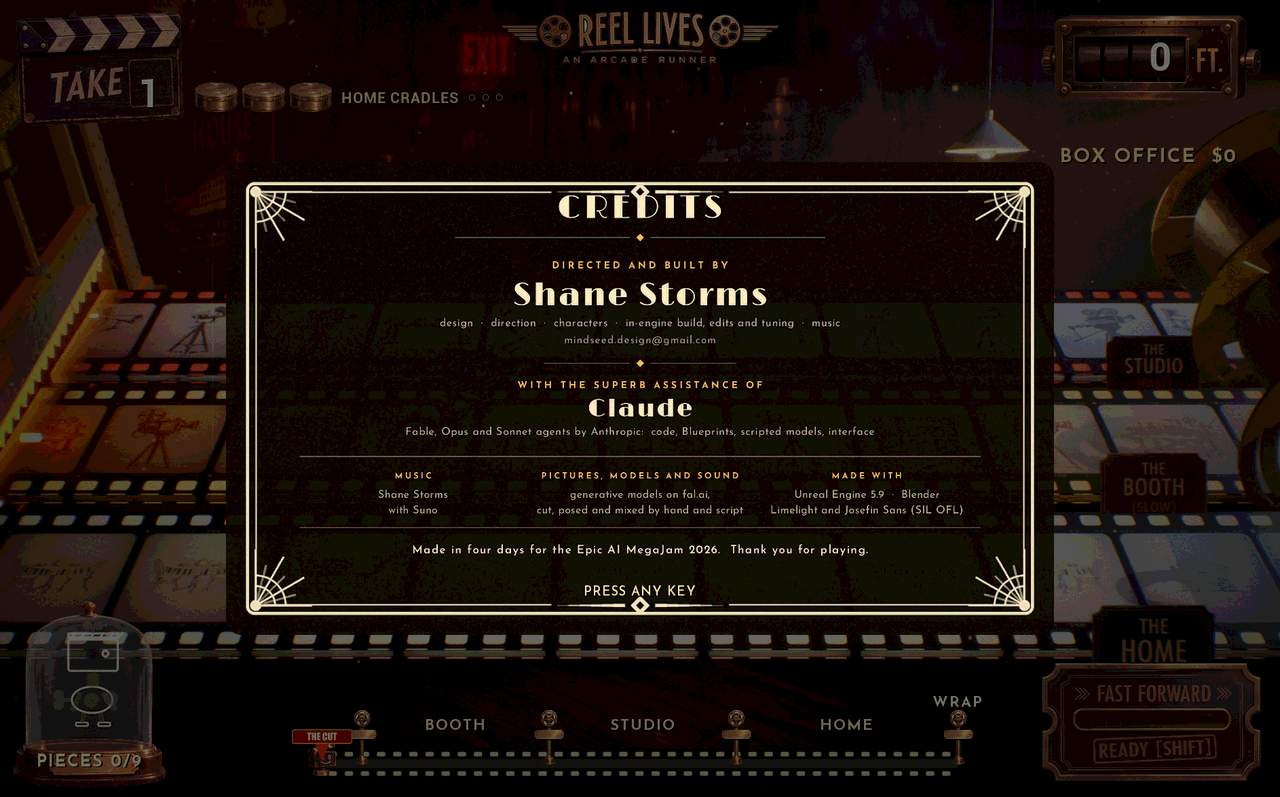 TAKE
C
TAKE 1
HOME CRADLES
EXIT
HOUSE
REEL LIVES
AN ARCADE RUNNER
0 FT.
BOX OFFICE $0
CREDITS
DIRECTED AND BUILT BY
Shane Storms
design · direction · characters · in-engine build, edits and tuning · music
mindseed.design@gmail.com
WITH THE SUPERB ASSISTANCE OF
Claude
Fable, Opus and Sonnet agents by Anthropic: code, Blueprints, scripted models, interface
MUSIC
Shane Storms
with Suno
PICTURES, MODELS AND SOUND
generative models on fal.ai,
cut, posed and mixed by hand and script
MADE WITH
Unreal Engine 5.9 · Blender
Limelight and Josefin Sans (SIL OFL)
Made in four days for the Epic AI MegaJam 2026. Thank you for playing.
PRESS ANY KEY
THE
STUDIO
THE
BOOTH
(SLOW)
THE
HOME
PIECES 0/9
THE CUT
BOOTH
STUDIO
HOME
WRAP
» FAST FORWARD »
READY [SHIFT]